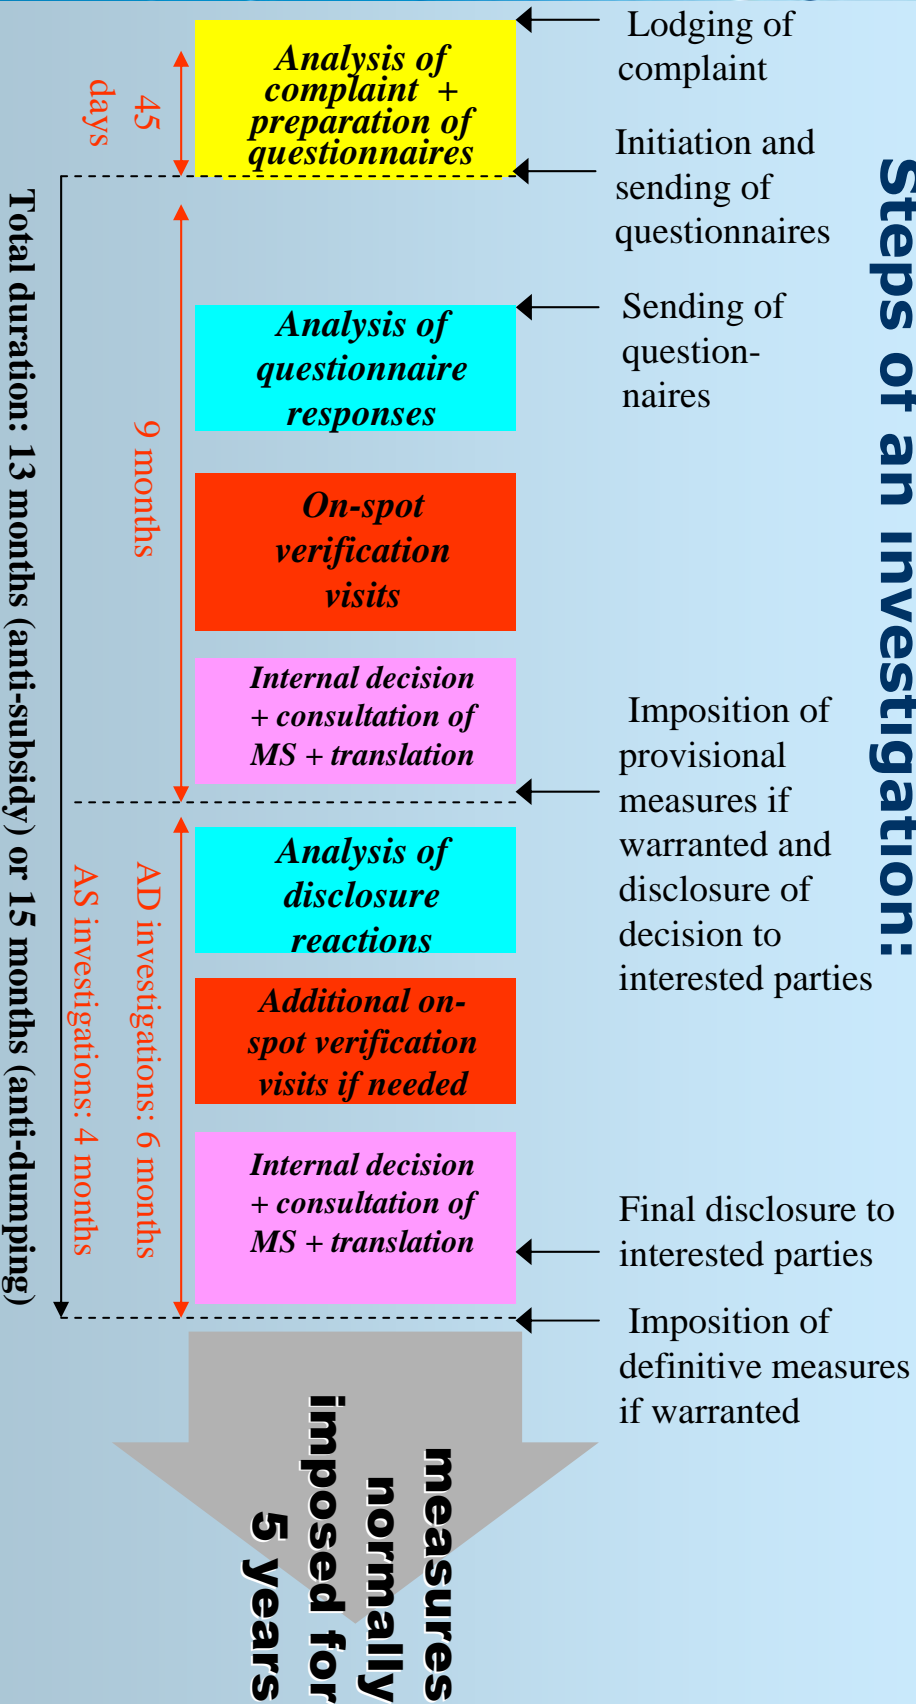 Steps of an Investigation:
Lodging of
complaint
Analysis of
complaint +
preparation of
questionnaires
45
days
Initiation and
sending of
questionnaires
Sending of
question-
naires
Analysis of
questionnaire
responses
9 months
On-spot
verification
visits
Internal decision
+ consultation of
MS + translation
Imposition of
provisional
measures if
warranted and
disclosure of
decision to
interested parties
Analysis of
disclosure
reactions
AD investigations: 6 months
AS investigations: 4 months
Additional on-
spot verification
visits if needed
Internal decision
+ consultation of
MS + translation
Final disclosure to
interested parties
Imposition of
definitive measures
if warranted
Total duration: 13 months (anti-subsidy) or 15 months (anti-dumping)
measures
normally
imposed for
5 years